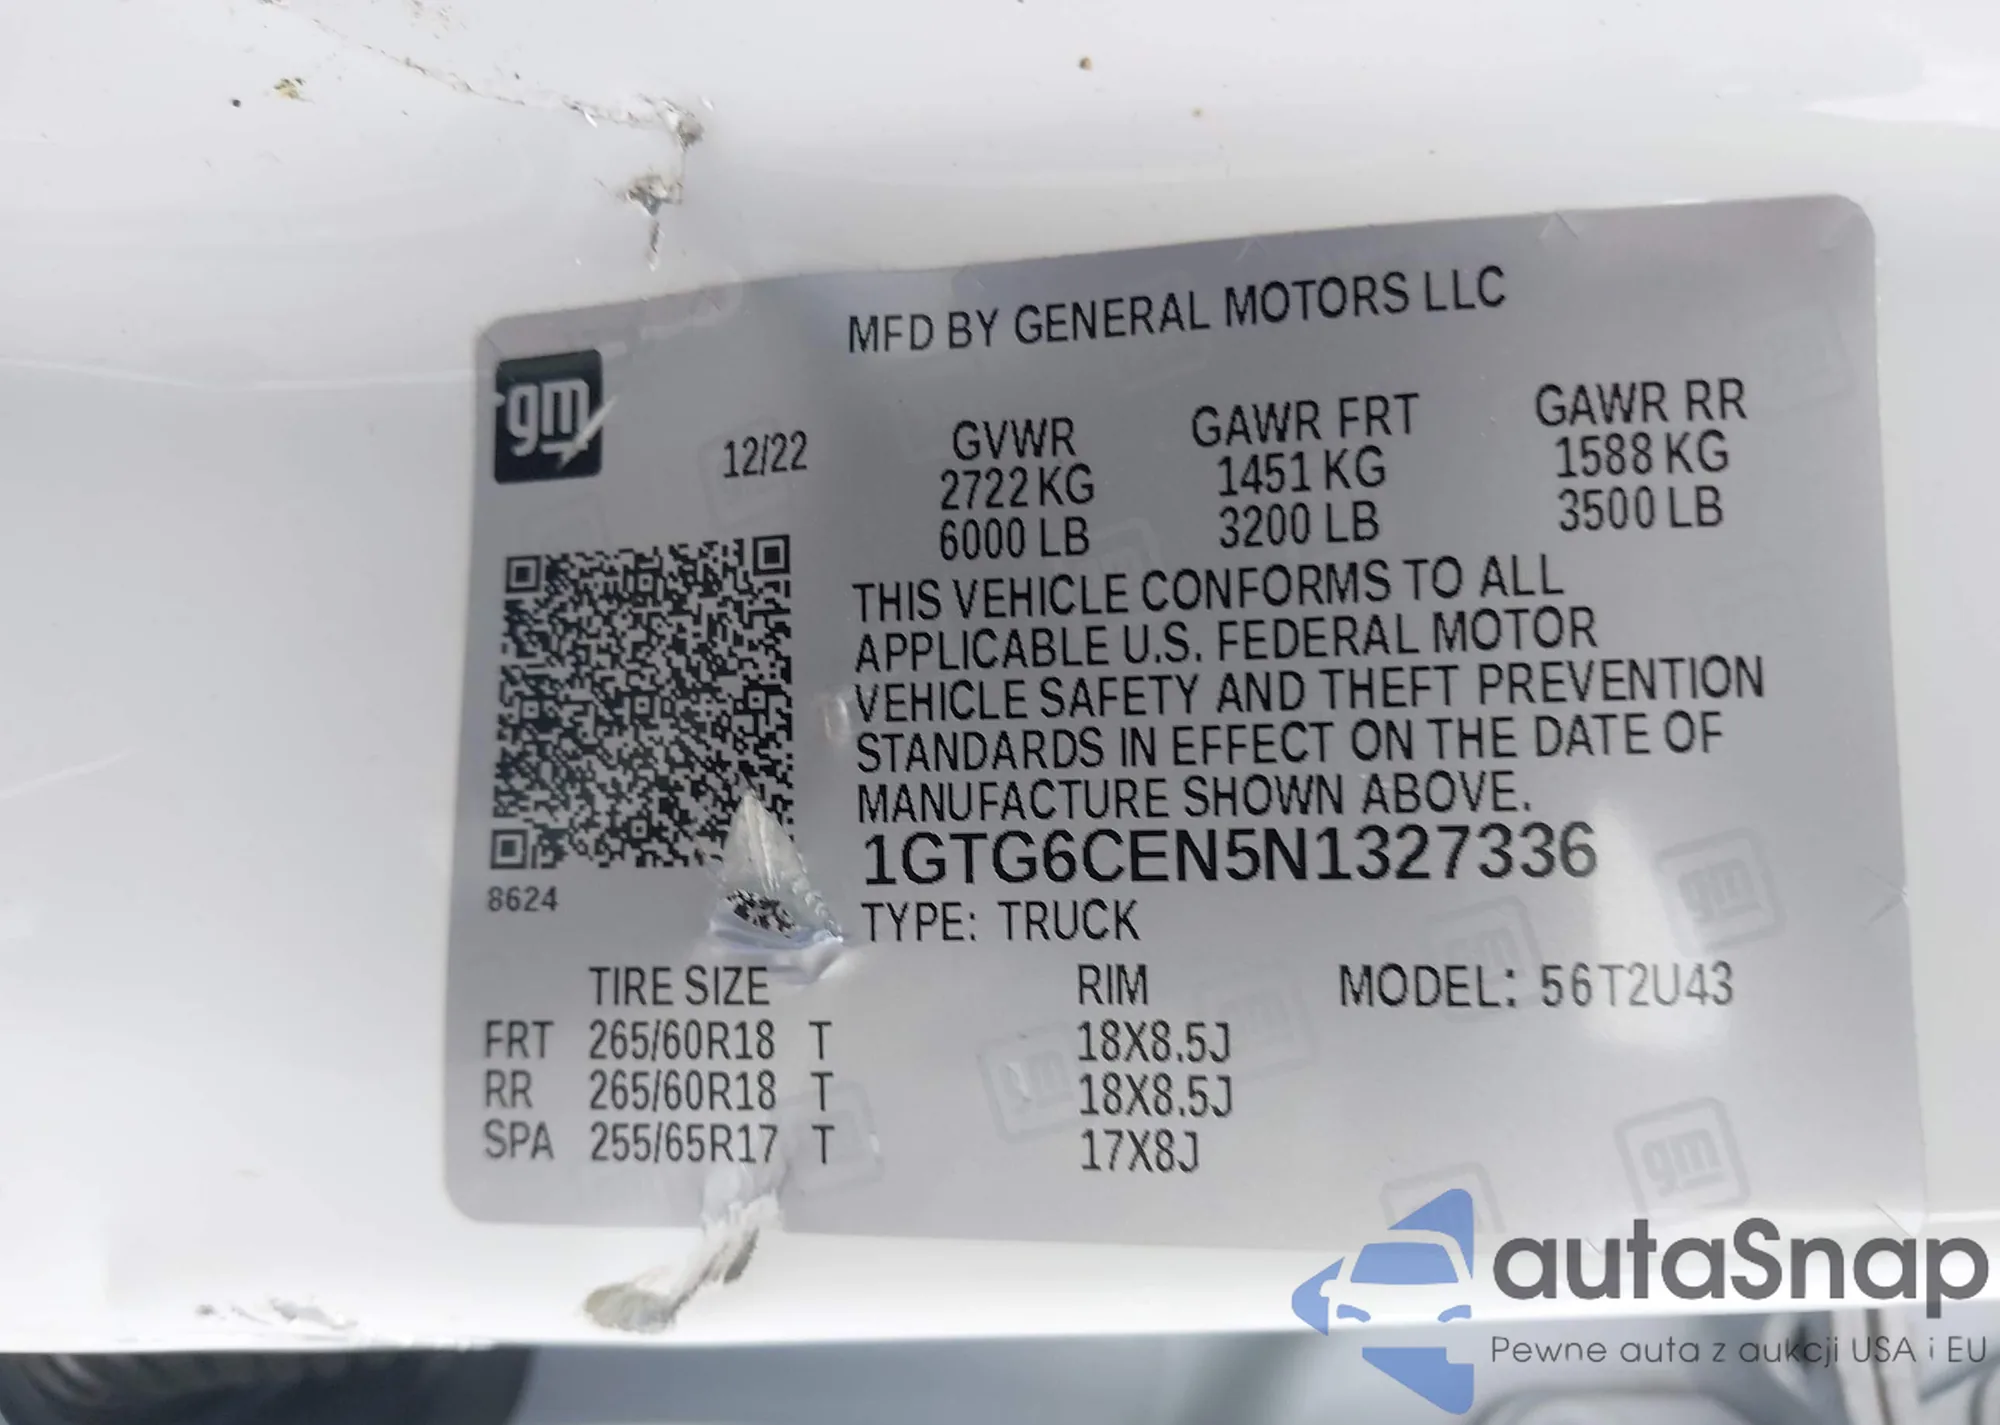 MFD BY GENERAL MOTORS LLC
gm
12/22
GVWR GAWR FRT GAWR RR
2722 KG 1451 KG 1588 KG
6000 LB 3200 LB 3500 LB
THIS VEHICLE CONFORMS TO ALL
APPLICABLE U.S. FEDERAL MOTOR
VEHICLE SAFETY AND THEFT PREVENTION
STANDARDS IN EFFECT ON THE DATE OF
MANUFACTURE SHOWN ABOVE.
1GTG6CEN5N1327336
8624
TYPE: TRUCK
TIRE SIZE RIM MODEL: 56T2U43
FRT 265/60R18 T 18X8.5J
RR 265/60R18 T 18X8.5J
SPA 255/65R17 T 17X8J
autaSnap
Pewne auta z aukcji USA i EU